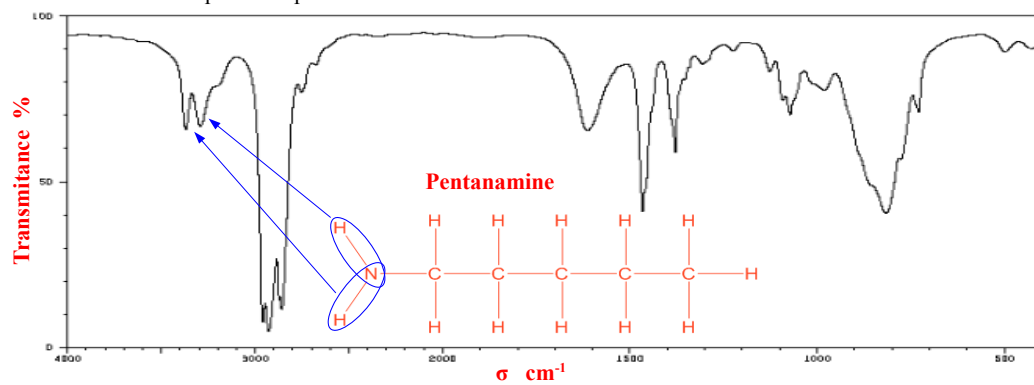 100
Transmitance %
Pentanamine
H H H H H H
50
N C C C C C H
H H H H H H
0
4000 3000 2000 1500 1000 500
σ cm-1